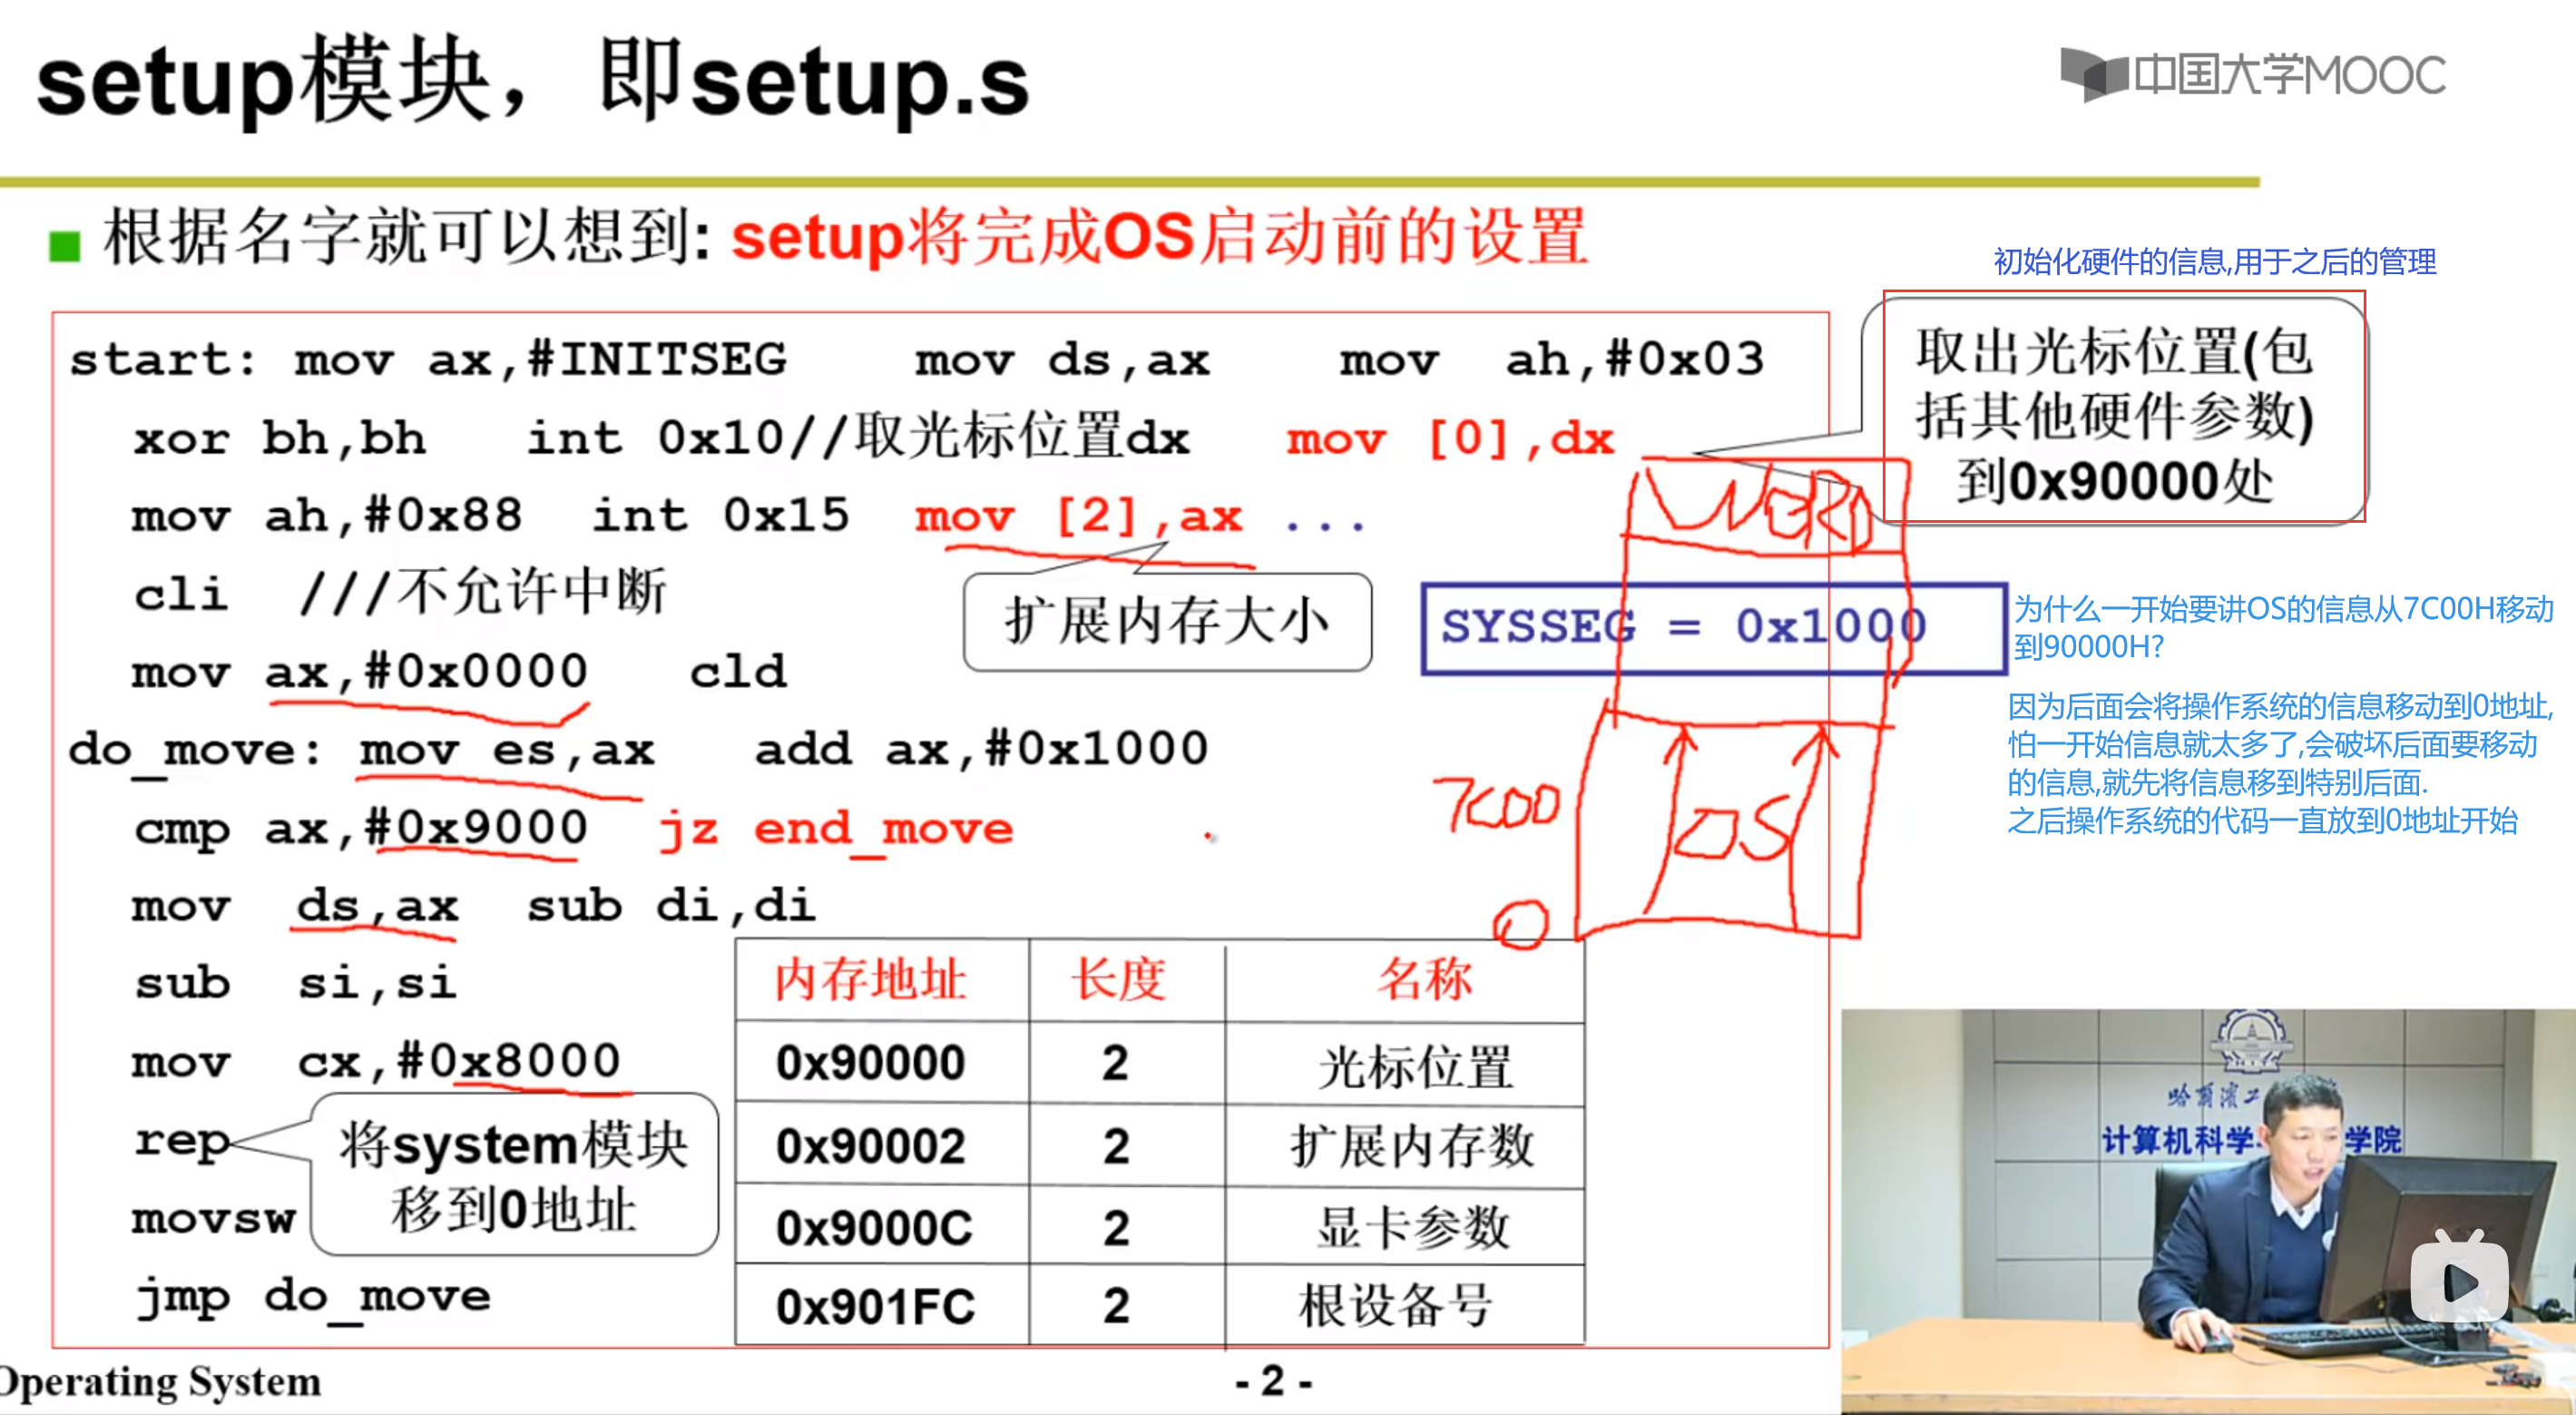 setup模块，即setup.s
中国大学MOOC
根据名字就可以想到: setup将完成OS启动前的设置
初始化硬件的信息,用于之后的管理
start: mov ax,#INITSEG mov ds,ax mov ah,#0x03
xor bh,bh int 0x10//取光标位置dx mov [0],dx
mov ah,#0x88 int 0x15 mov [2],ax ...
cli ///不允许中断
mov ax,#0x0000 cld
do_move: mov es,ax add ax,#0x1000
cmp ax,#0x9000 jz end_move
mov ds,ax sub di,di
sub si,si
mov cx,#0x8000
rep
movsw
jmp do_move
取出光标位置(包
括其他硬件参数)
到0x90000处
扩展内存大小
SYSSEG = 0x1000
为什么一开始要讲OS的信息从7C00H移动
到90000H?
因为后面会将操作系统的信息移动到0地址,
怕一开始信息就太多了,会破坏后面要移动
的信息,就先将信息移到特别后面.
之后操作系统的代码一直放到0地址开始
7C00
OS
0
将system模块
移到0地址
内存地址 长度 名称
0x90000 2 光标位置
0x90002 2 扩展内存数
0x9000C 2 显卡参数
0x901FC 2 根设备号
计算机科学 学院
Operating System
- 2 -